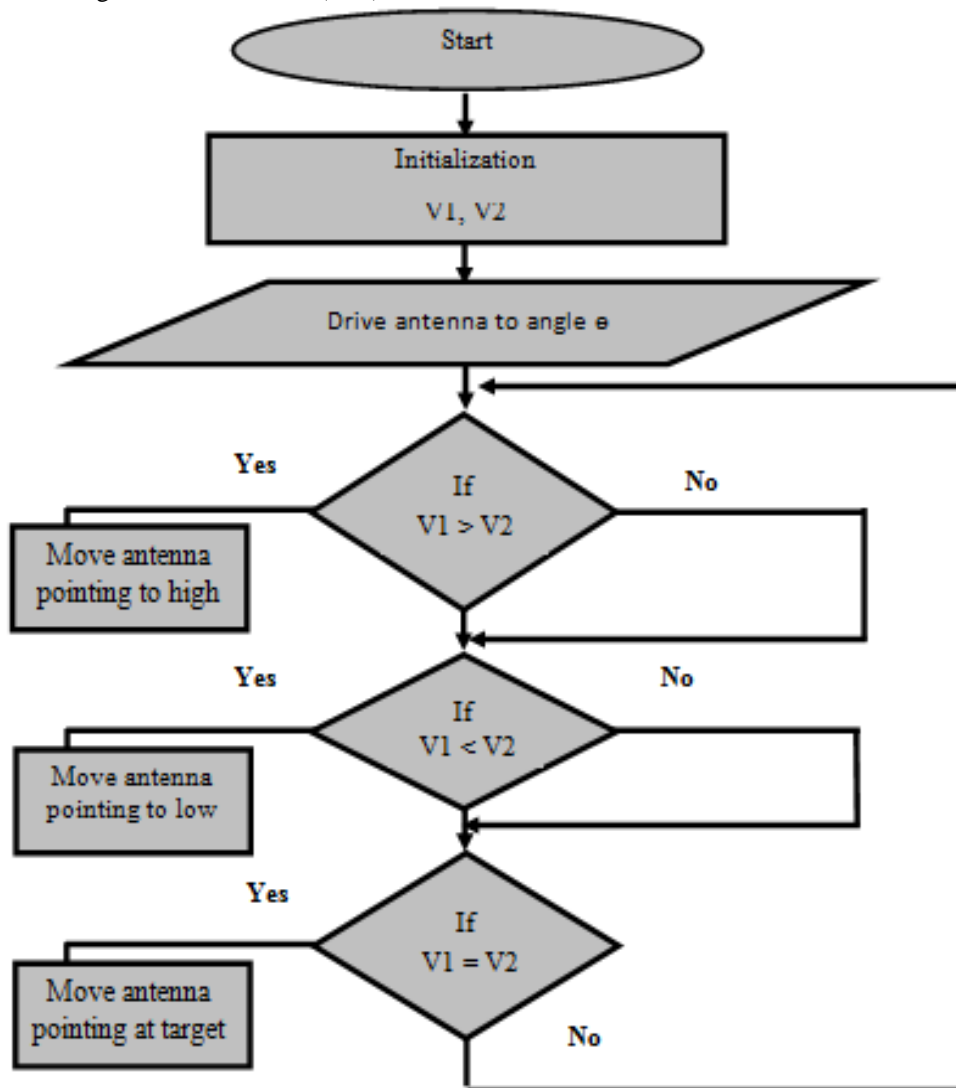 Start
Initialization
V1, V2
Drive antenna to angle ɵ
Yes
If
V1 > V2
No
Move antenna
pointing to high
Yes
If
V1 < V2
No
Move antenna
pointing to low
Yes
If
V1 = V2
Move antenna
pointing at target
No